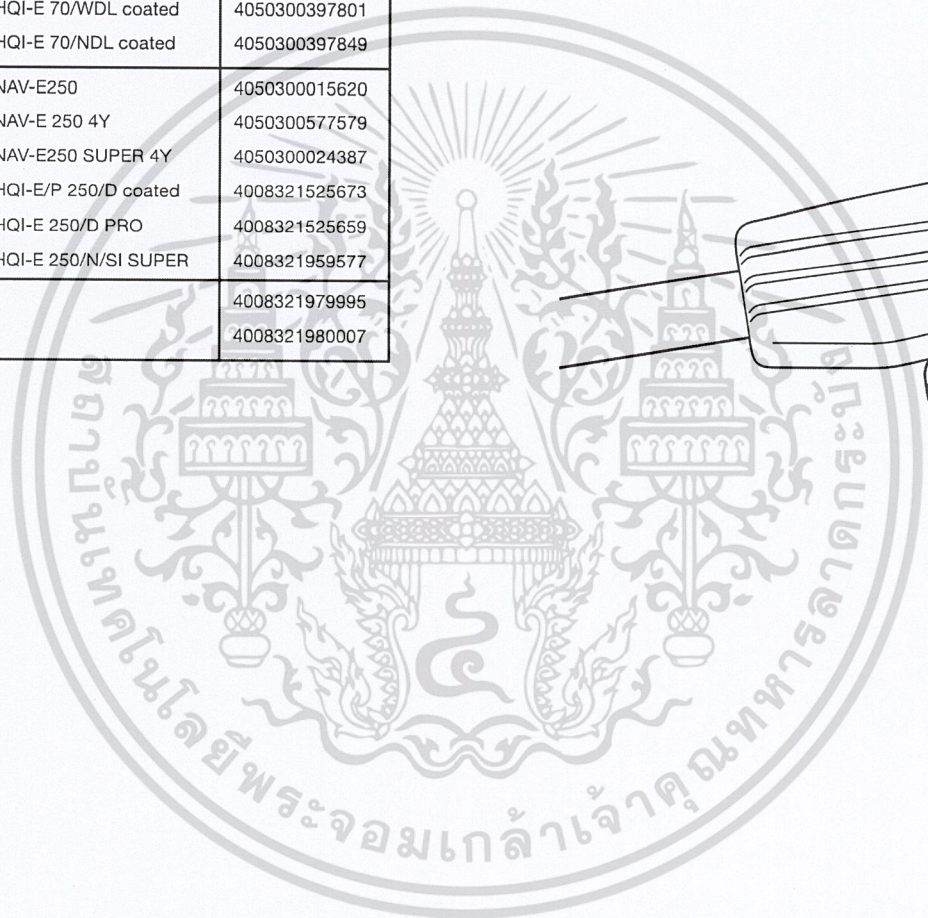 HQI-E 70/WDL coated 4050300397801
HQI-E 70/NDL coated 4050300397849
NAV-E250 4050300015620
NAV-E 250 4Y 4050300577579
NAV-E250 SUPER 4Y 4050300024387
HQI-E/P 250/D coated 4008321525673
HQI-E 250/D PRO 4008321525659
HQI-E 250/N/SI SUPER 4008321959577
4008321979995
4008321980007
สถาบันเทคโนโลยีพระจอมเกล้าเจ้าคุณทหารลาดกระบัง